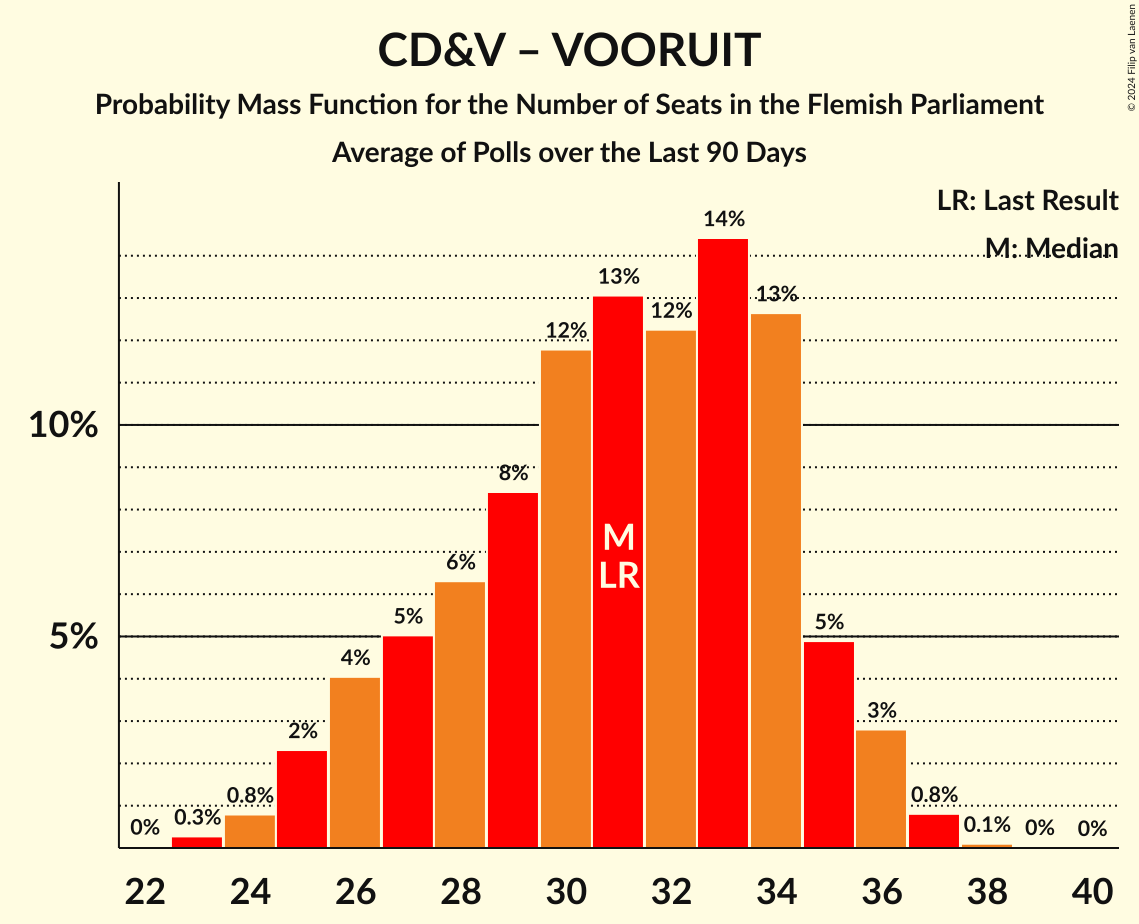 CD&V – VOORUIT
Probability Mass Function for the Number of Seats in the Flemish Parliament
Average of Polls over the Last 90 Days
© 2024 Filip van Laenen
LR: Last Result
M: Median
14%
13%
13%
12%
12%
10%
8%
M
LR
6%
5%
5%
5%
4%
3%
2%
0.8%
0.8%
0.3%
0.1%
0%
0%
0%
22 24 26 28 30 32 34 36 38 40